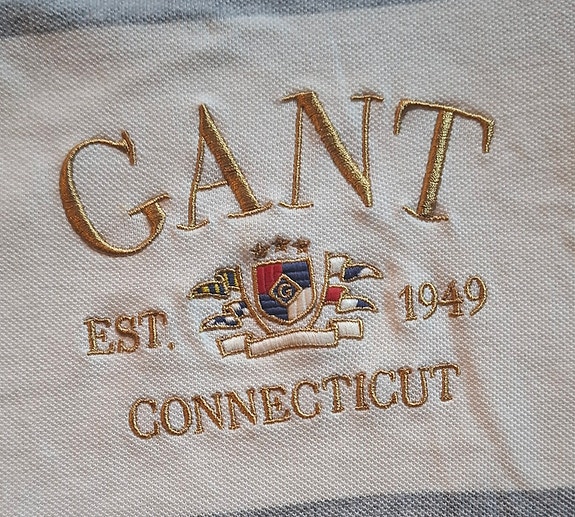 GANT
G
EST. 1949
CONNECTICUT